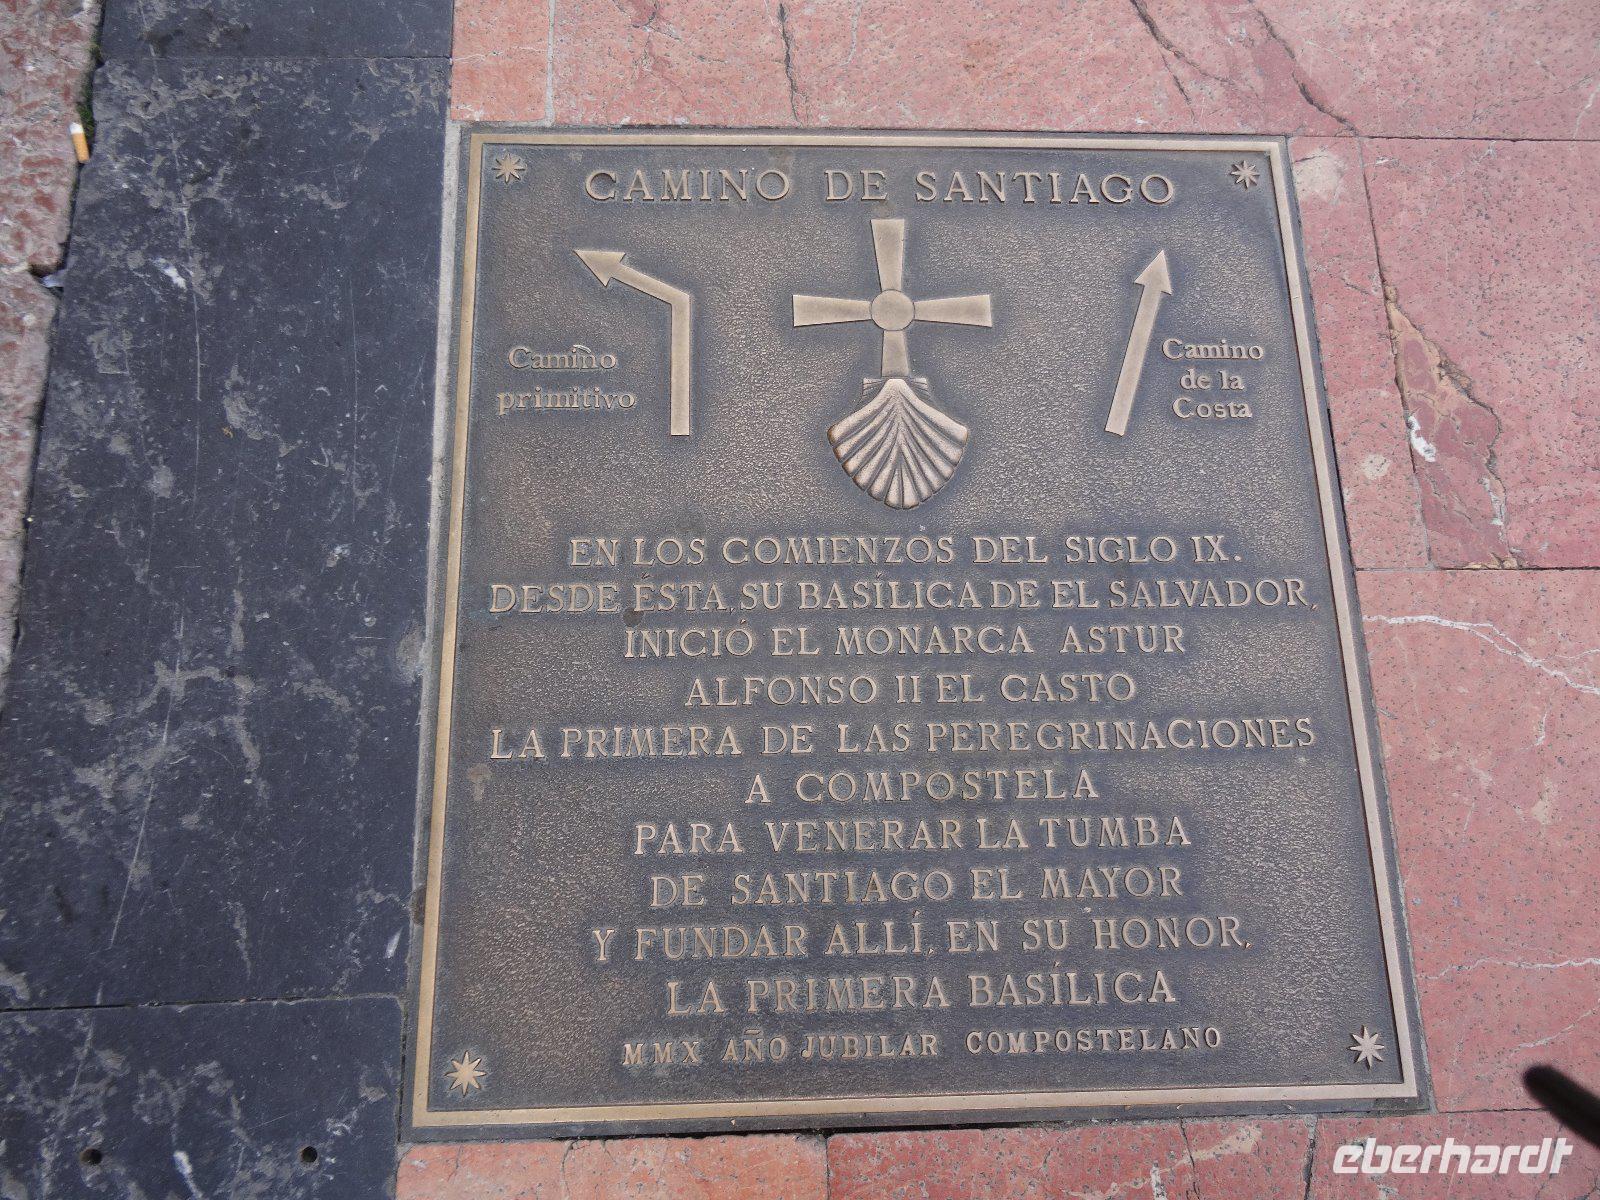 CAMINO DE SANTIAGO
Camino
primitivo
Camino
de la
Costa
EN LOS COMIENZOS DEL SIGLO IX.
DESDE ÉSTA, SU BASÍLICA DE EL SALVADOR,
INICIÓ EL MONARCA ASTUR
ALFONSO II EL CASTO
LA PRIMERA DE LAS PEREGRINACIONES
A COMPOSTELA
PARA VENERAR LA TUMBA
DE SANTIAGO EL MAYOR
Y FUNDAR ALLÍ, EN SU HONOR,
LA PRIMERA BASÍLICA
MMX AÑO JUBILAR COMPOSTELANO
eberhardt